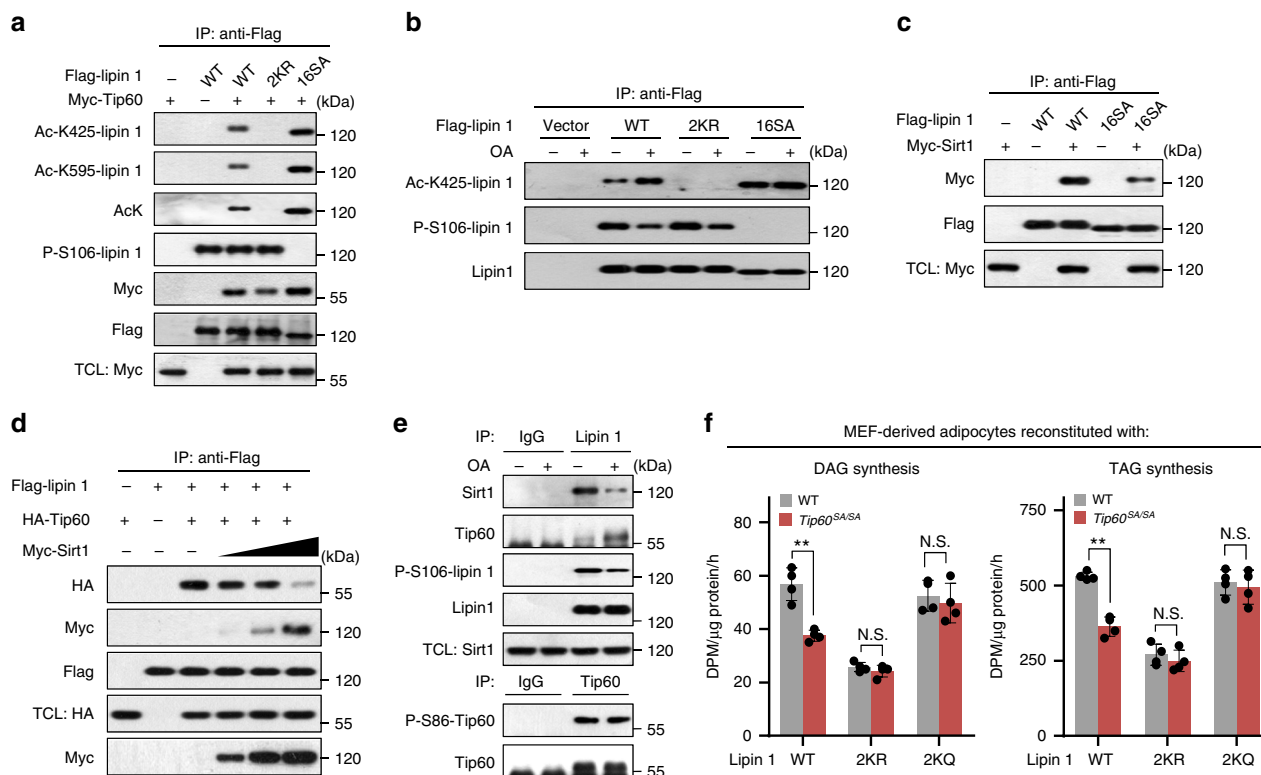 a
IP: anti-Flag
Flag-lipin 1 – WT WT 2KR 16SA
Myc-Tip60 + – + + + (kDa)
Ac-K425-lipin 1 120
Ac-K595-lipin 1 120
AcK 120
P-S106-lipin 1 120
Myc 55
Flag 120
TCL: Myc 55
b
IP: anti-Flag
Flag-lipin 1 Vector WT 2KR 16SA
OA – + – + – + – + (kDa)
Ac-K425-lipin 1 120
P-S106-lipin 1 120
Lipin1 120
c
IP: anti-Flag
Flag-lipin 1 – WT WT 16SA 16SA
Myc-Sirt1 + – + – + (kDa)
Myc 120
Flag 120
TCL: Myc 120
d
IP: anti-Flag
Flag-lipin 1 – + + + + +
HA-Tip60 + – + + + +
Myc-Sirt1 – – – (kDa)
HA 55
Myc 120
Flag 120
TCL: HA 55
Myc 120
e
IP: IgG Lipin 1
OA – + – + (kDa)
Sirt1 120
Tip60 55
P-S106-lipin 1 120
Lipin1 120
TCL: Sirt1 120
IP: IgG Tip60
P-S86-Tip60 55
Tip60 55
f
MEF-derived adipocytes reconstituted with:
DAG synthesis
WT
Tip60SA/SA
DPM/µg protein/h
80
60
40
20
0
**
N.S.
N.S.
Lipin 1 WT 2KR 2KQ
TAG synthesis
WT
Tip60SA/SA
DPM/µg protein/h
750
500
250
0
**
N.S.
N.S.
Lipin 1 WT 2KR 2KQ